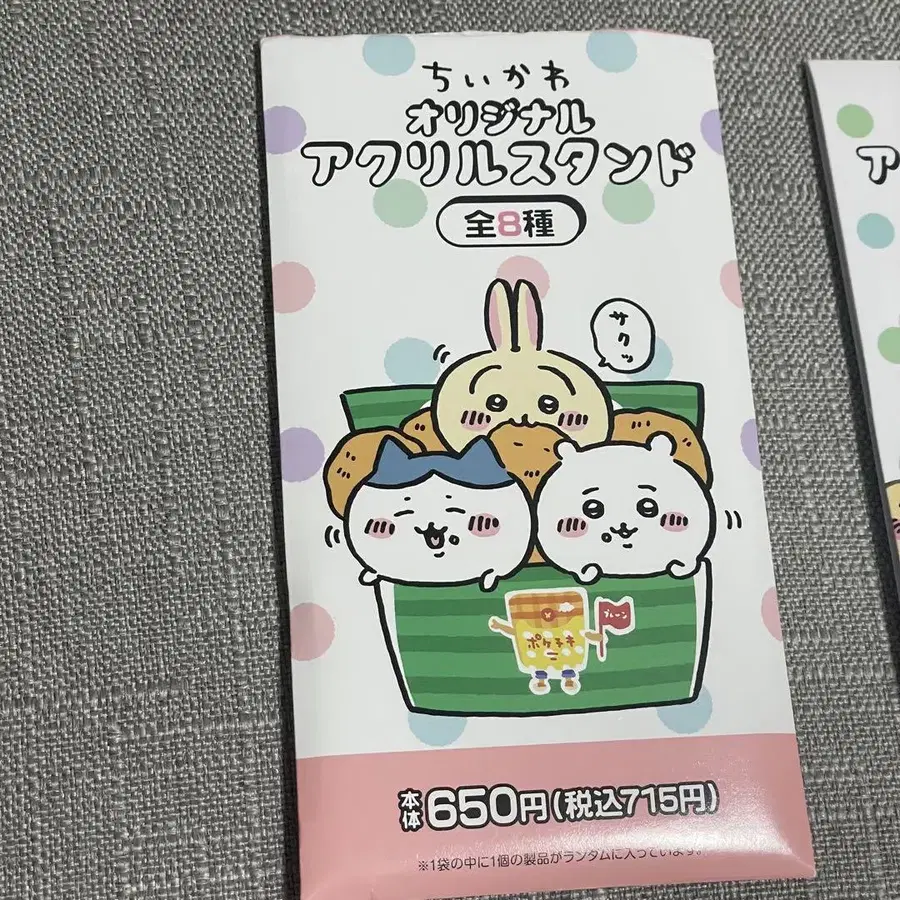 ちいかわ
オリジナル
アクリルスタンド
全8種
サクッ
プレーン
ポケチキ
本体650円(税込715円)
※1袋の中に1個の製品がランダムに入っています。
ア